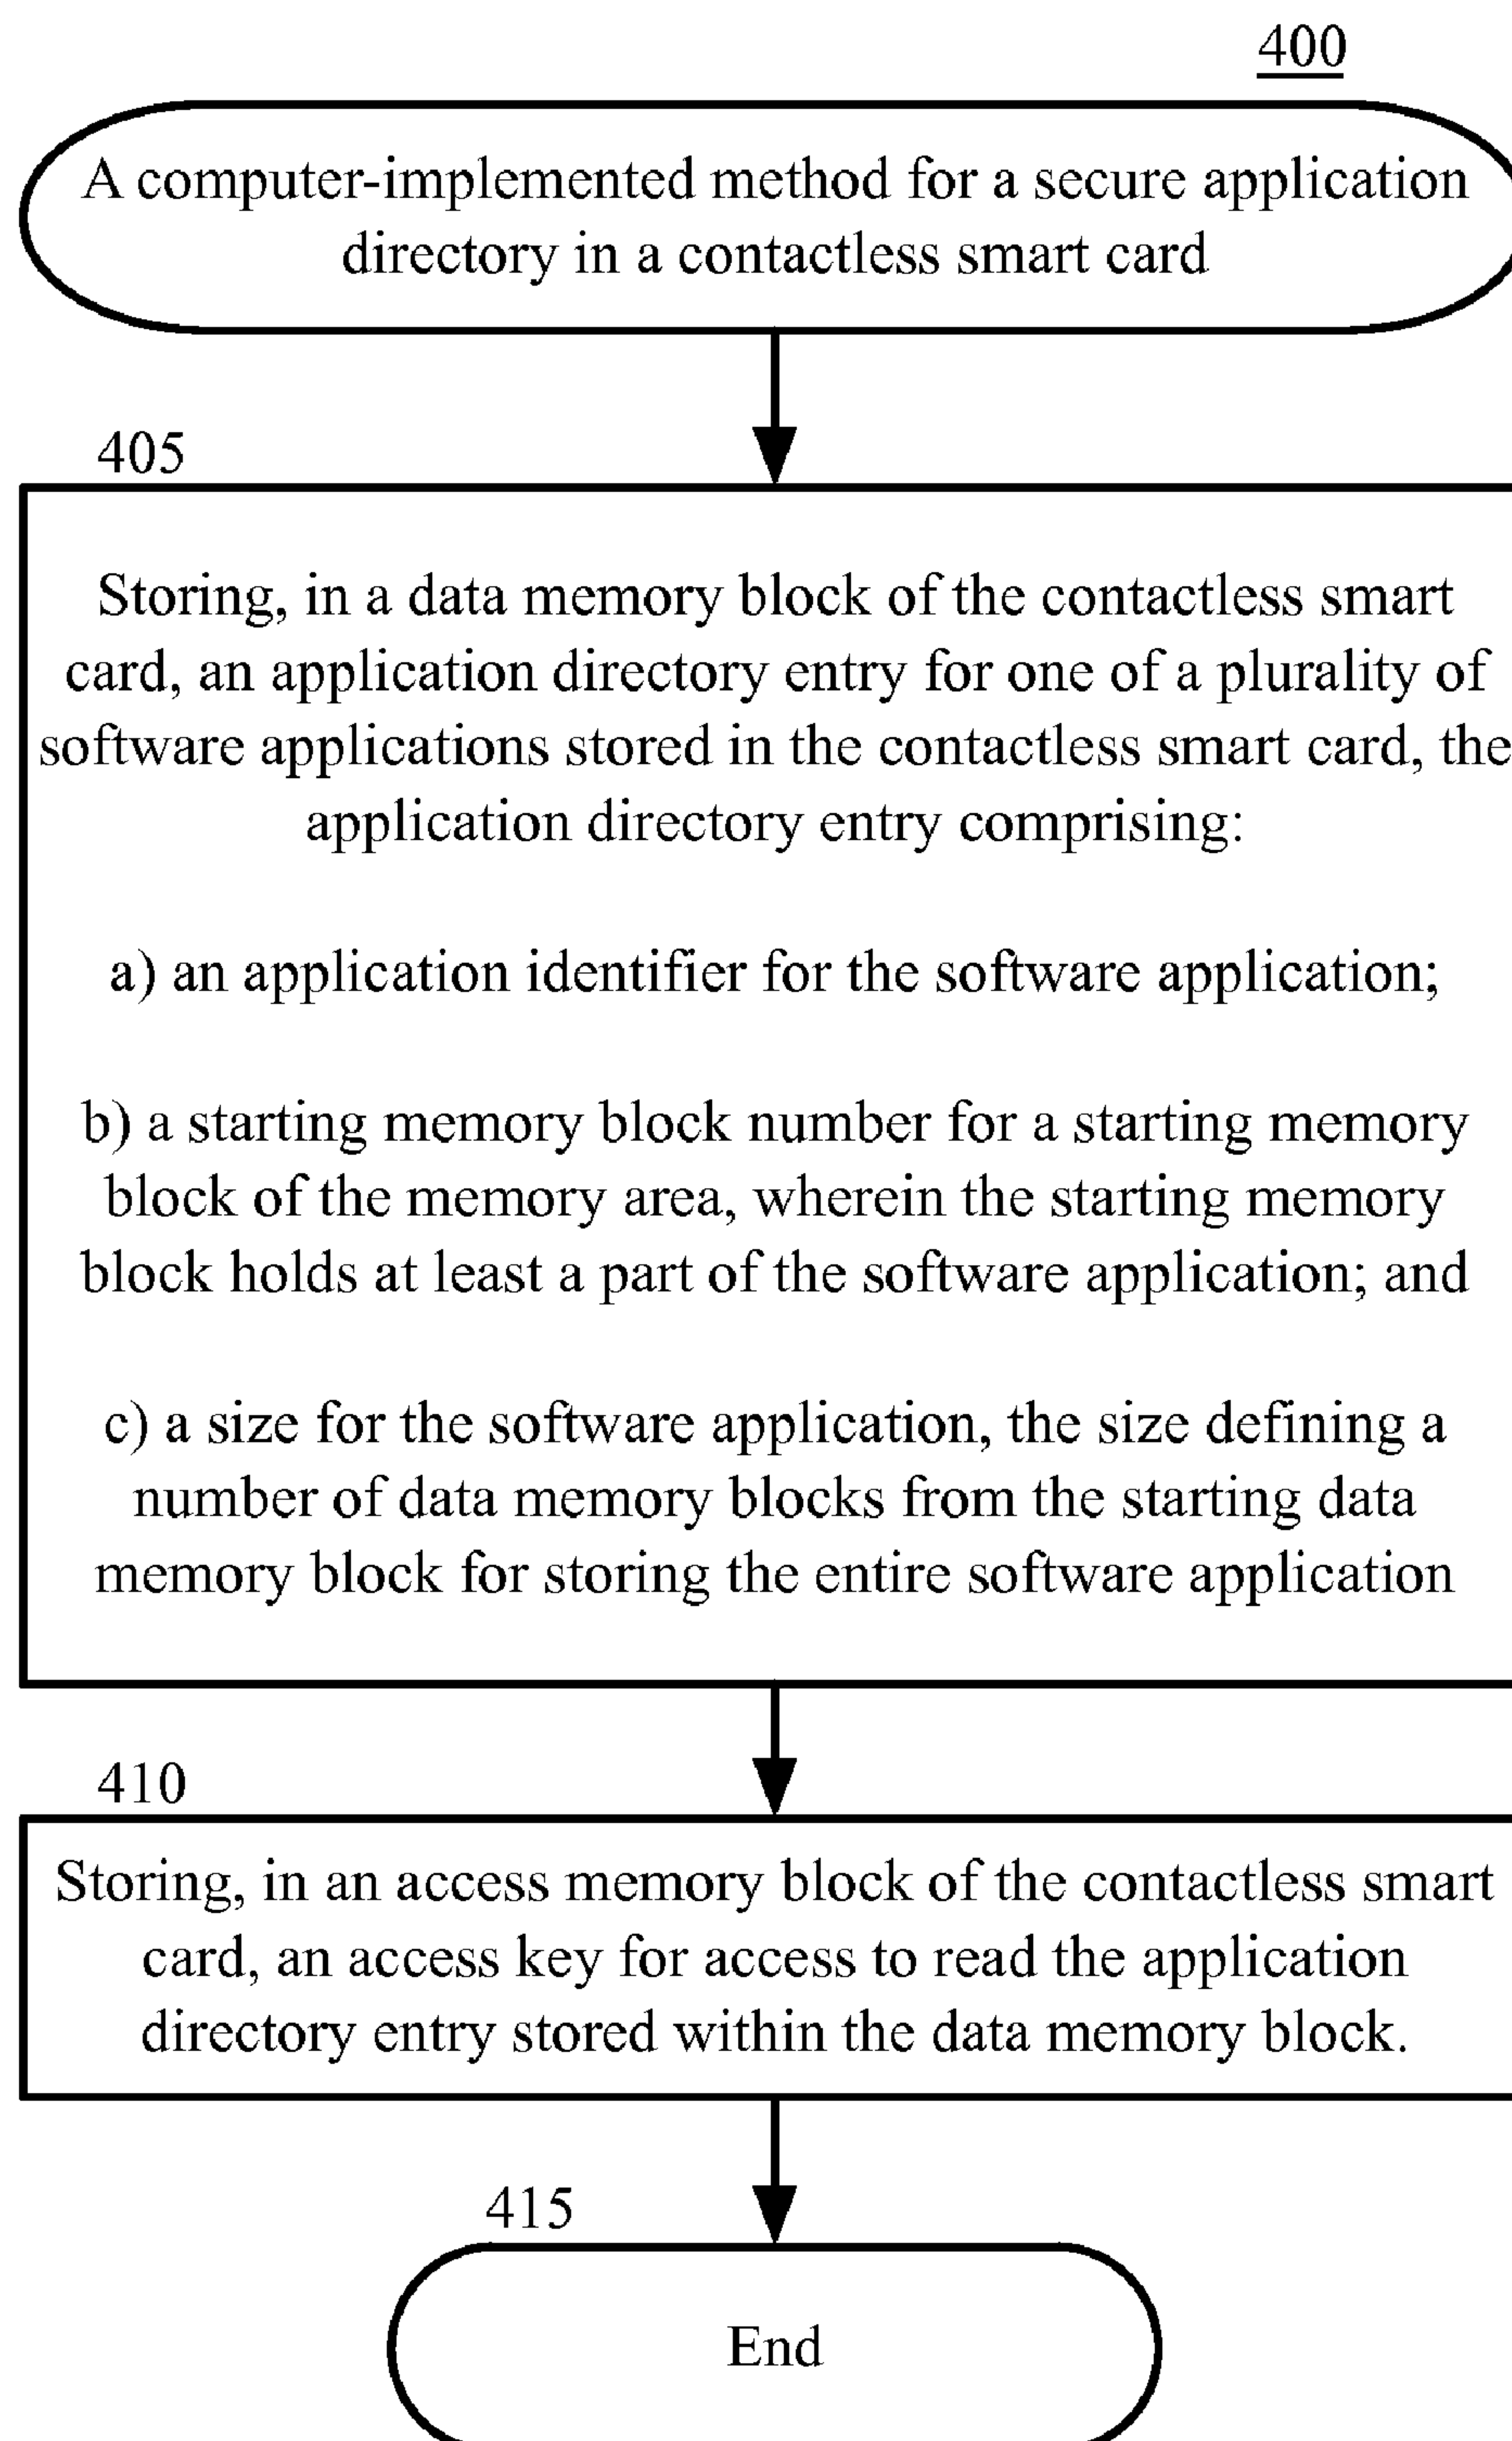 400
A computer-implemented method for a secure application
directory in a contactless smart card
405
Storing, in a data memory block of the contactless smart
card, an application directory entry for one of a plurality of
software applications stored in the contactless smart card, the
application directory entry comprising:
a) an application identifier for the software application;
b) a starting memory block number for a starting memory
block of the memory area, wherein the starting memory
block holds at least a part of the software application; and
c) a size for the software application, the size defining a
number of data memory blocks from the starting data
memory block for storing the entire software application
410
Storing, in an access memory block of the contactless smart
card, an access key for access to read the application
directory entry stored within the data memory block.
415
End